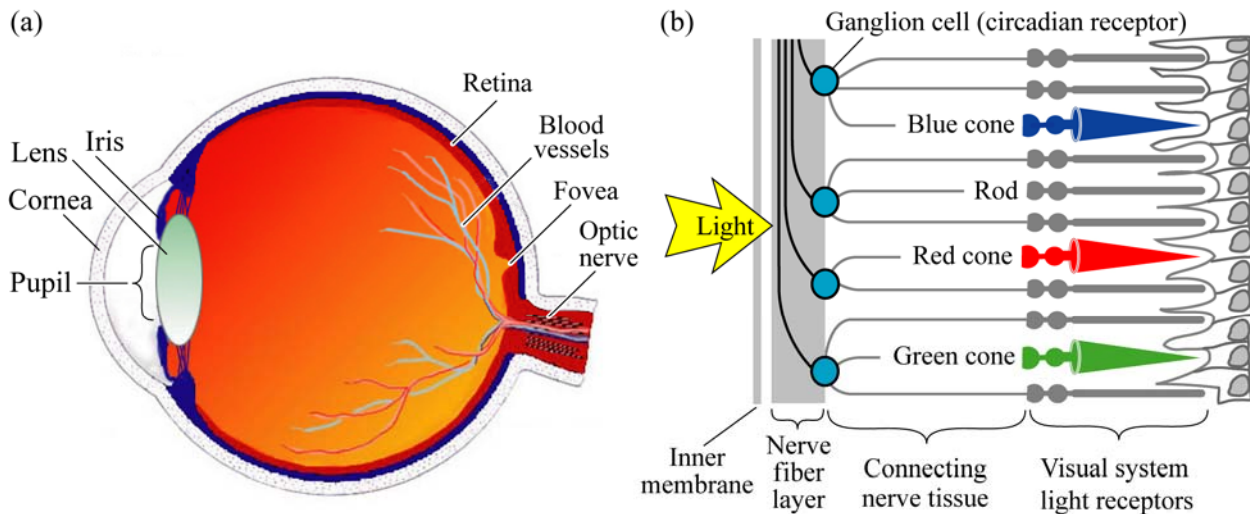 (a)
Retina
Blood
vessels
Fovea
Optic
nerve
Iris
Lens
Cornea
Pupil
(b)
Ganglion cell (circadian receptor)
Blue cone
Rod
Light
Red cone
Green cone
Inner
membrane
Nerve
fiber
layer
Connecting
nerve tissue
Visual system
light receptors